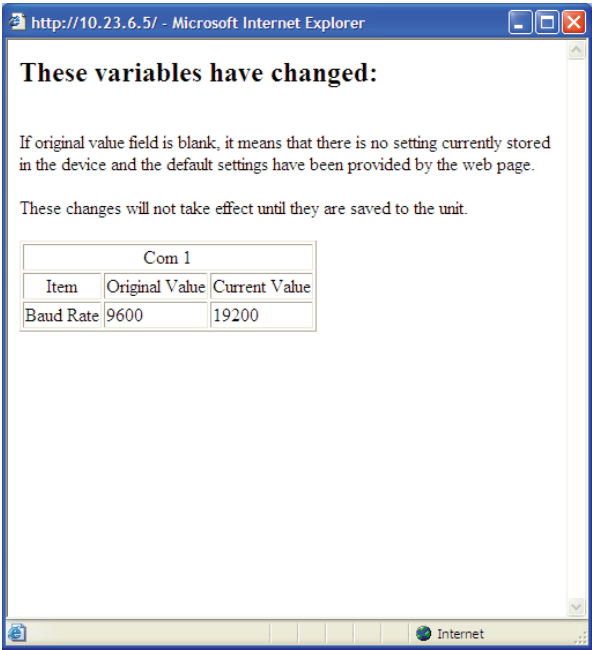 http://10.23.6.5/ - Microsoft Internet Explorer
These variables have changed:
If original value field is blank, it means that there is no setting currently stored
in the device and the default settings have been provided by the web page.
These changes will not take effect until they are saved to the unit.
Com 1
Item Original Value Current Value
Baud Rate 9600 19200
Internet